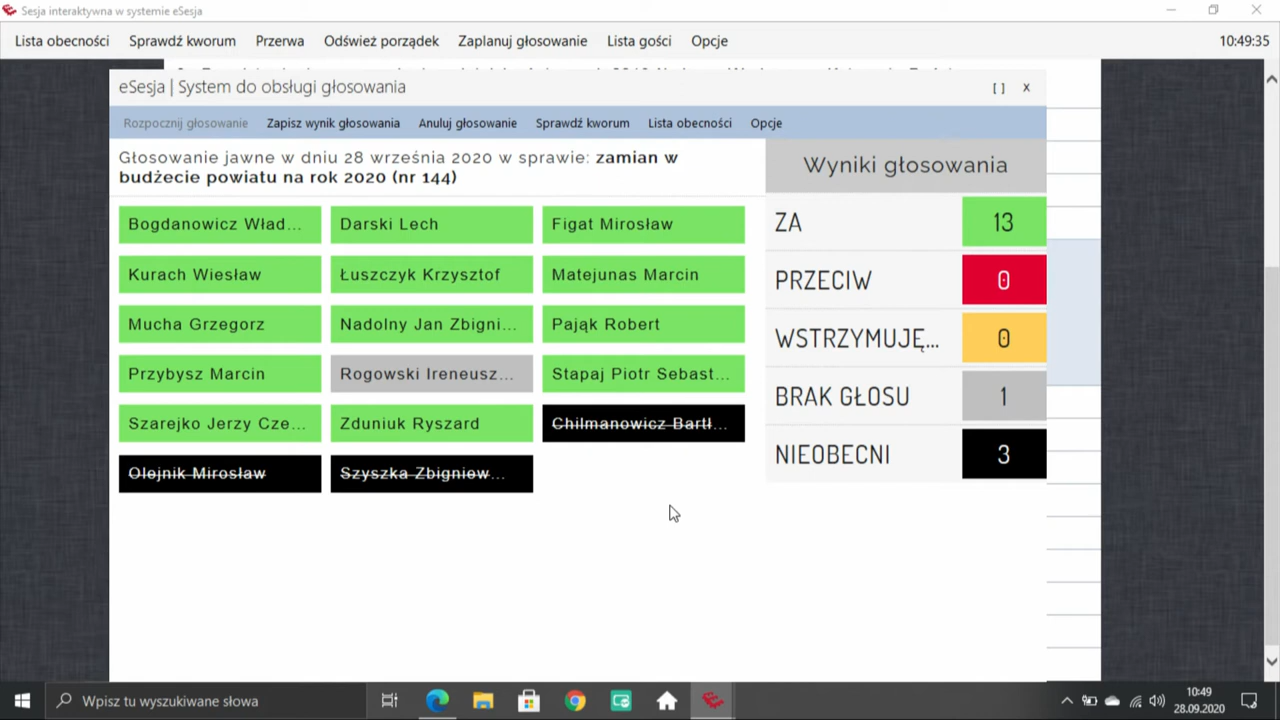 Sesja interaktywna w systemie eSesja
Lista obecności Sprawdź kworum Przerwa Odśwież porządek Zaplanuj głosowanie Lista gości Opcje 10:49:35
eSesja | System do obsługi głosowania [ ] x
Rozpocznij głosowanie Zapisz wynik głosowania Anuluj głosowanie Sprawdź kworum Lista obecności Opcje
Głosowanie jawne w dniu 28 września 2020 w sprawie: zamian w
budżecie powiatu na rok 2020 (nr 144)
Wyniki głosowania
Bogdanowicz Wład... Darski Lech Figat Mirosław
Kurach Wiesław Łuszczyk Krzysztof Matejunas Marcin
Mucha Grzegorz Nadolny Jan Zbigni... Pająk Robert
Przybysz Marcin Rogowski Ireneusz... Stapaj Piotr Sebast...
Szarejko Jerzy Cze... Zduniuk Ryszard Chilmanowicz Bartł...
Olejnik Mirosław Szyszka Zbigniew...
ZA 13
PRZECIW 0
WSTRZYMUJĘ... 0
BRAK GŁOSU 1
NIEOBECNI 3
Wpisz tu wyszukiwane słowa
10:49
28.09.2020